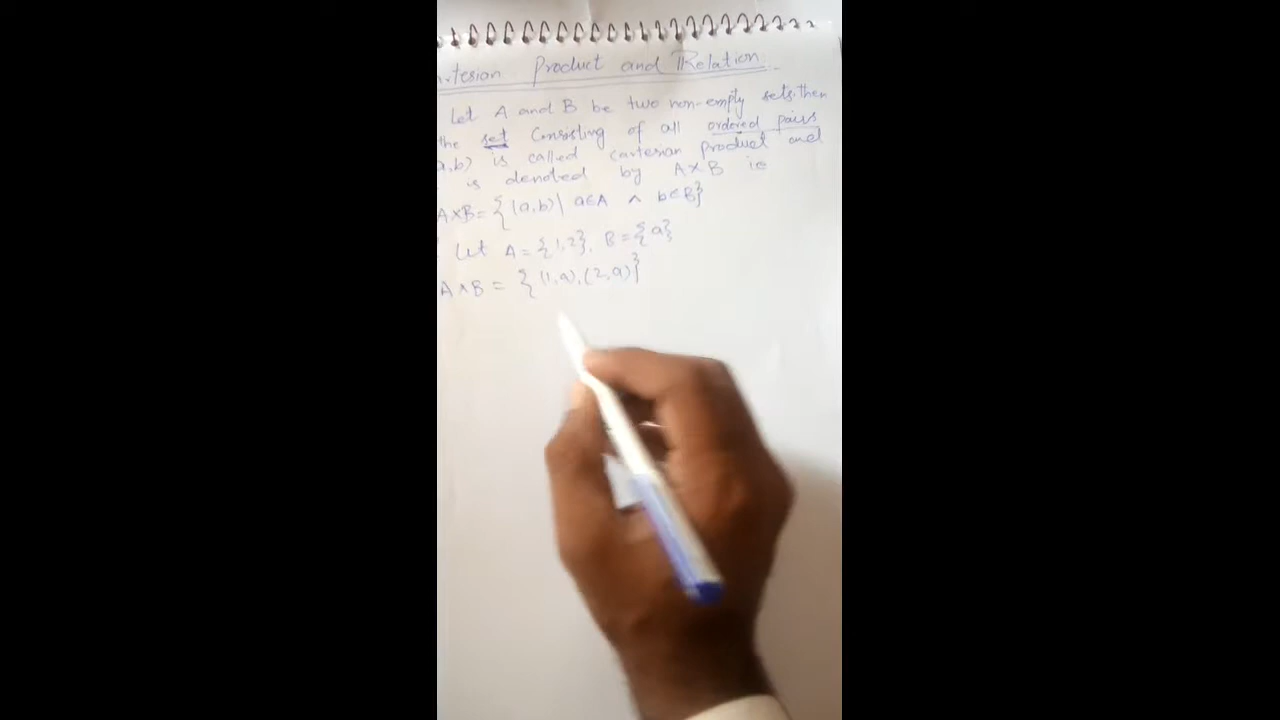 artesian Product and Relation
Let A and B be two non-empty sets. then
the set Consisting of all ordered pairs
a,b) is called cartesian product and
is denoted by A×B ie
A×B = {(a,b)| a∈A ∧ b∈B}
Let A = {1,2}, B = {a}
A×B = {(1,a), (2,a)}